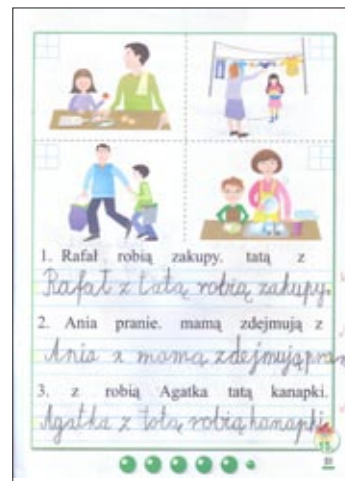 1. Rafał robią zakupy. tatą z
Rafał z tatą robią zakupy.
2. Ania pranie. mamą zdejmują z
Ania z mamą zdejmują pran
3. z robią Agatka tatą kanapki.
Agatka z tatą robią kanapki.